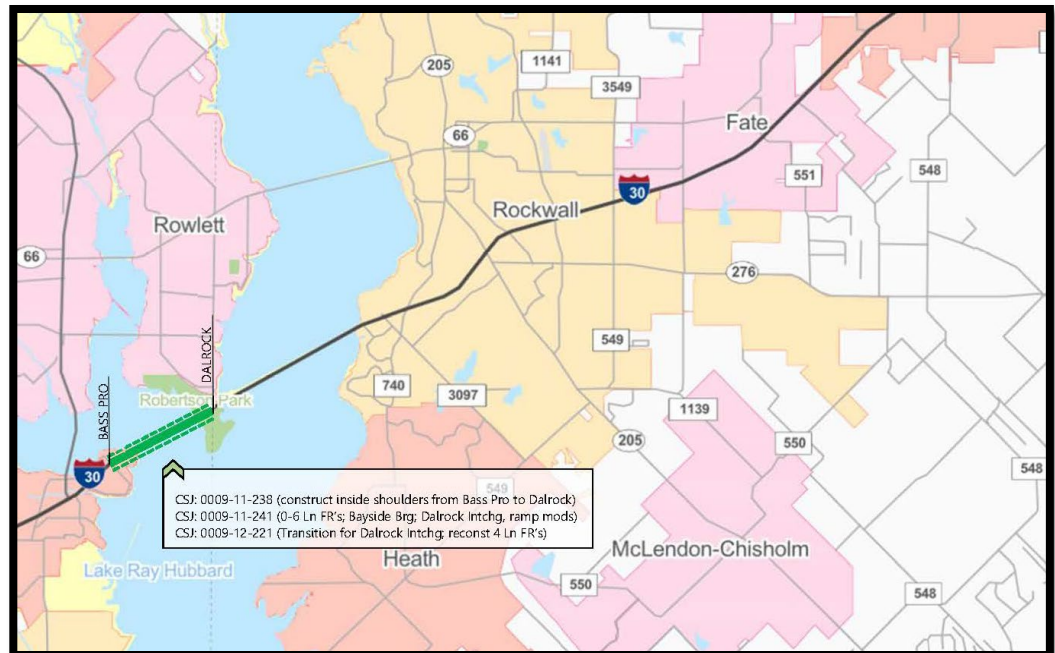 205
1141
3549
66
Fate
551
548
30
Rockwall
Rowlett
66
276
DALROCK
549
740
3097
Robertson Park
BASS PRO
1139
205
550
548
30
549
CSJ: 0009-11-238 (construct inside shoulders from Bass Pro to Dalrock)
CSJ: 0009-11-241 (0-6 Ln FR's; Bayside Brg; Dalrock Intchg, ramp mods)
CSJ: 0009-12-221 (Transition for Dalrock Intchg; reconst 4 Ln FR's)
McLendon-Chisholm
Heath
Lake Ray Hubbard
550
548